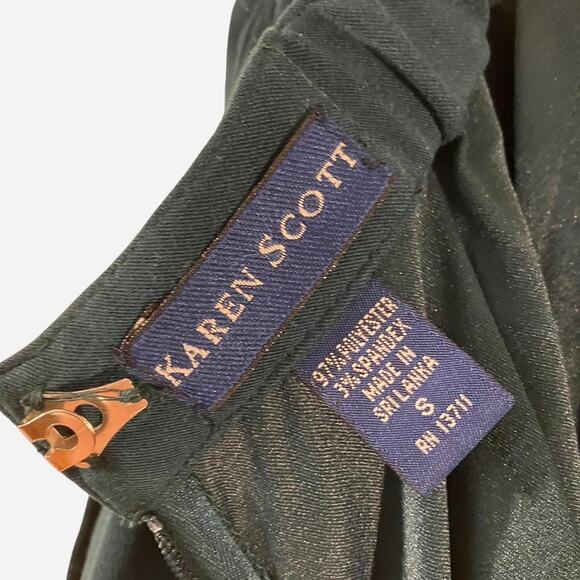 KAREN SCOTT
97% POLYESTER
3% SPANDEX
MADE IN
SRI LANKA
S
RN 13711